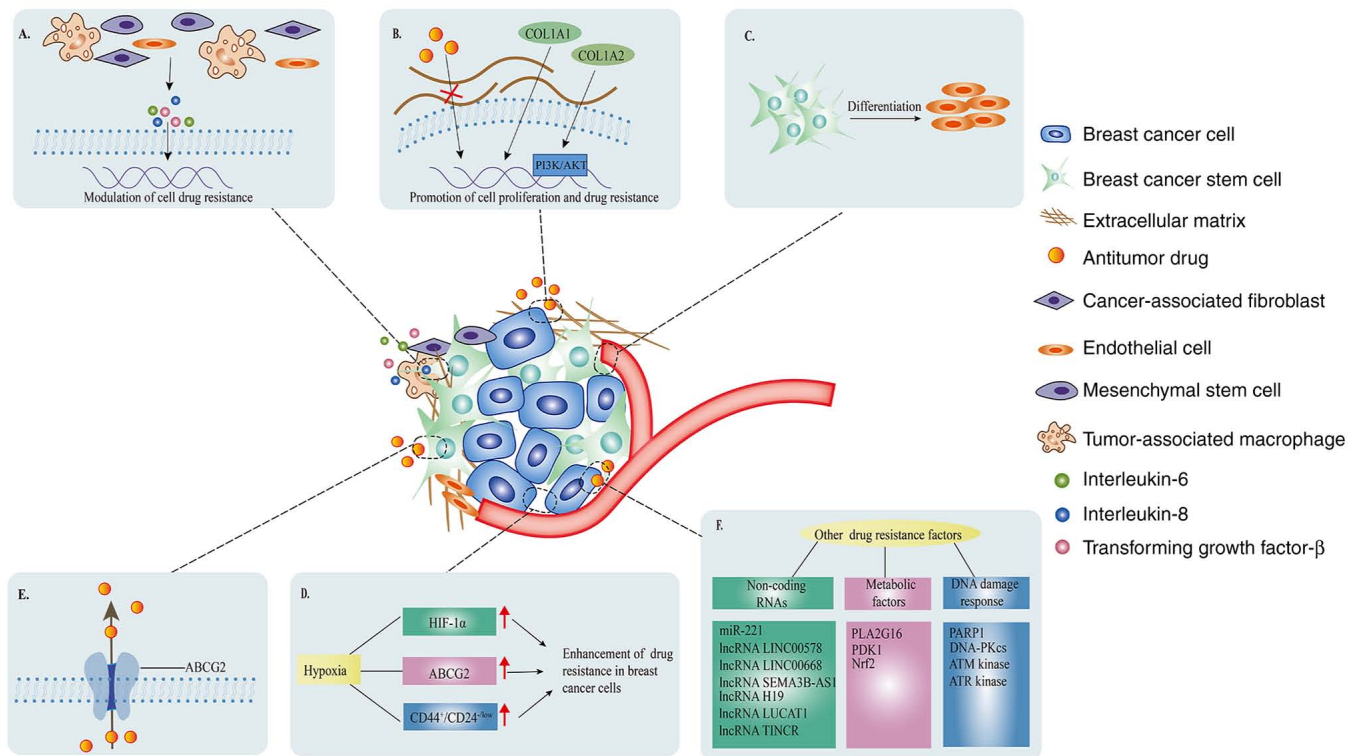 A.
Modulation of cell drug resistance
B.
COL1A1
COL1A2
PI3K/AKT
Promotion of cell proliferation and drug resistance
C.
Differentiation
Breast cancer cell
Breast cancer stem cell
Extracellular matrix
Antitumor drug
Cancer-associated fibroblast
Endothelial cell
Mesenchymal stem cell
Tumor-associated macrophage
Interleukin-6
Interleukin-8
Transforming growth factor-β
E.
ABCG2
D.
Hypoxia
HIF-1α
ABCG2
CD44⁺/CD24⁻/low
Enhancement of drug
resistance in breast
cancer cells
F.
Other drug resistance factors
Non-coding
RNAs
miR-221
lncRNA LINC00578
lncRNA LINC00668
lncRNA SEMA3B-AS1
lncRNA H19
lncRNA LUCAT1
lncRNA TINCR
Metabolic
factors
PLA2G16
PDK1
Nrf2
DNA damage
response
PARP1
DNA-PKcs
ATM kinase
ATR kinase